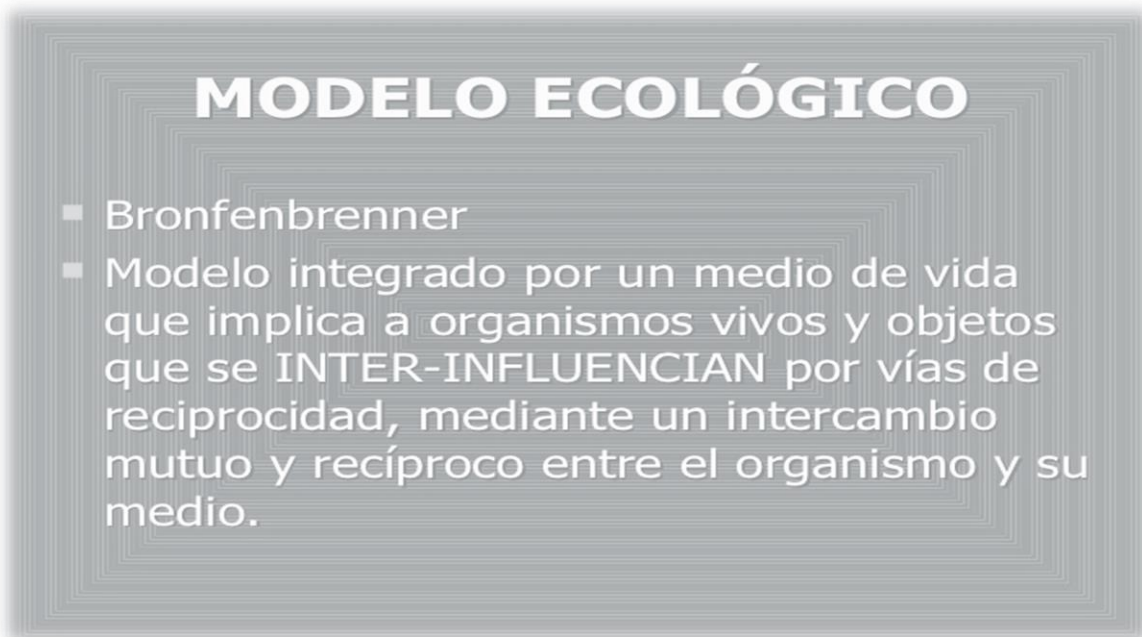 MODELO ECOLÓGICO
Bronfenbrenner
Modelo integrado por un medio de vida
que implica a organismos vivos y objetos
que se INTER-INFLUENCIAN por vías de
reciprocidad, mediante un intercambio
mutuo y recíproco entre el organismo y su
medio.